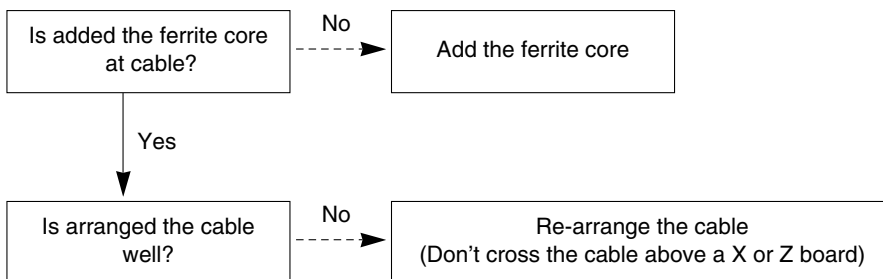 Is added the ferrite core
at cable?
No
Add the ferrite core
Yes
Is arranged the cable
well?
No
Re-arrange the cable
(Don't cross the cable above a X or Z board)